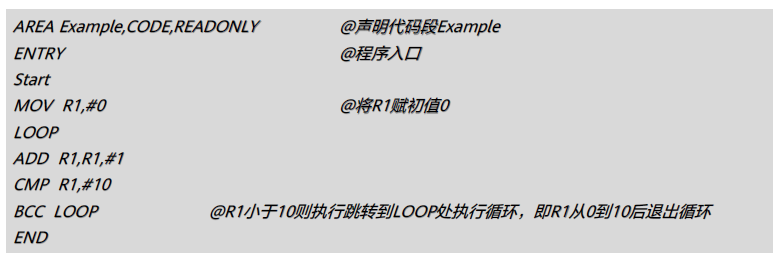 AREA Example,CODE,READONLY @声明代码段Example
ENTRY @程序入口
Start
MOV R1,#0 @将R1赋初值0
LOOP
ADD R1,R1,#1
CMP R1,#10
BCC LOOP @R1小于10则执行跳转到LOOP处执行循环，即R1从0到10后退出循环
END